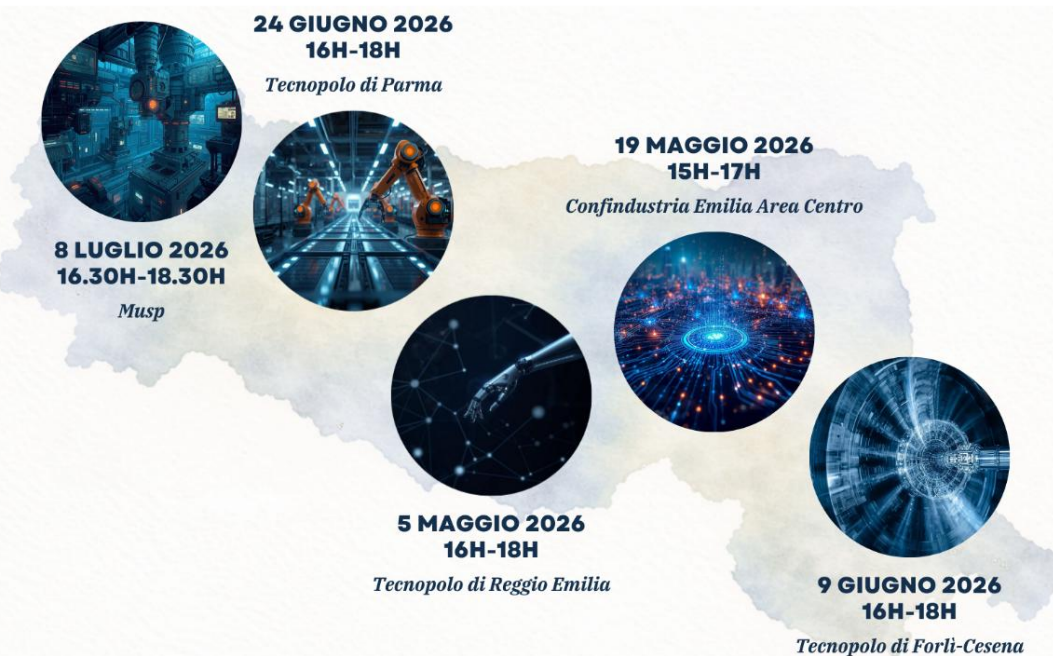 24 GIUGNO 2026
16H-18H
Tecnopolo di Parma
19 MAGGIO 2026
15H-17H
Confindustria Emilia Area Centro
8 LUGLIO 2026
16.30H-18.30H
Musp
5 MAGGIO 2026
16H-18H
Tecnopolo di Reggio Emilia
9 GIUGNO 2026
16H-18H
Tecnopolo di Forlì-Cesena